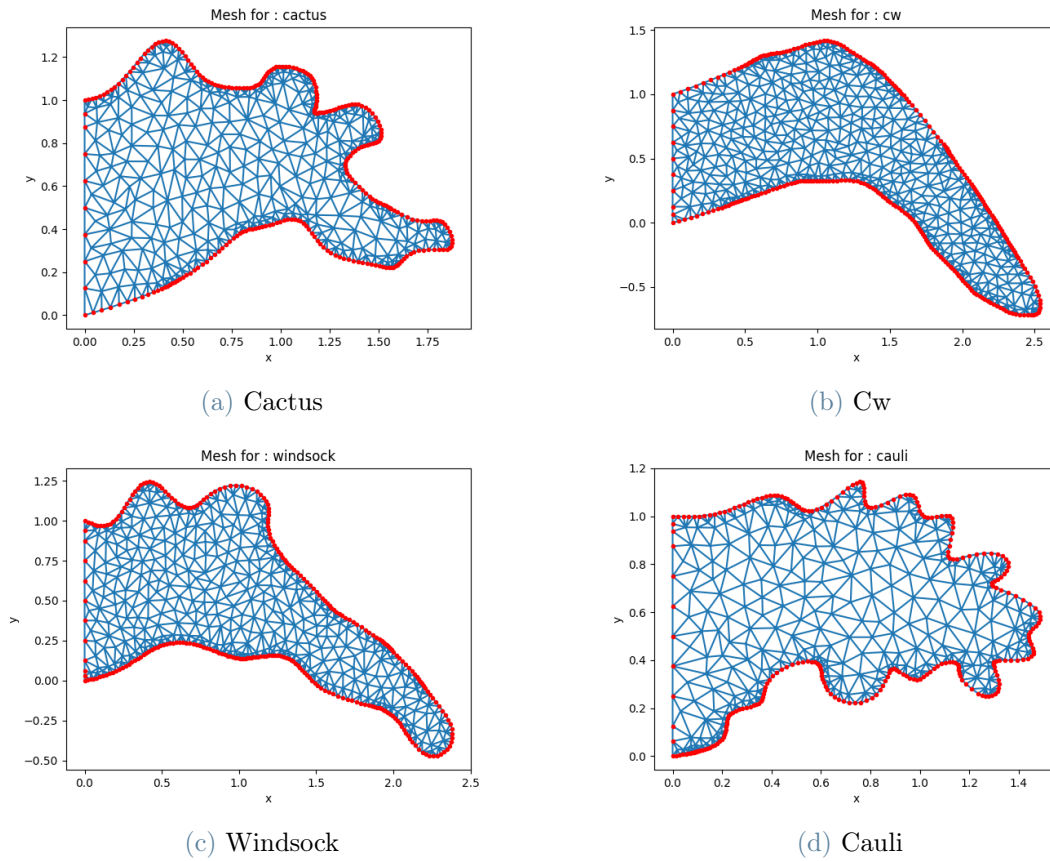 Mesh for : cactus
1.2
1.0
0.8
0.6
0.4
0.2
0.0
y
0.00 0.25 0.50 0.75 1.00 1.25 1.50 1.75
x
(a) Cactus
Mesh for : cw
1.5
1.0
0.5
0.0
−0.5
y
0.0 0.5 1.0 1.5 2.0 2.5
x
(b) Cw
Mesh for : windsock
1.25
1.00
0.75
0.50
0.25
0.00
−0.25
−0.50
y
0.0 0.5 1.0 1.5 2.0 2.5
x
(c) Windsock
Mesh for : cauli
1.2
1.0
0.8
0.6
0.4
0.2
0.0
y
0.0 0.2 0.4 0.6 0.8 1.0 1.2 1.4
x
(d) Cauli